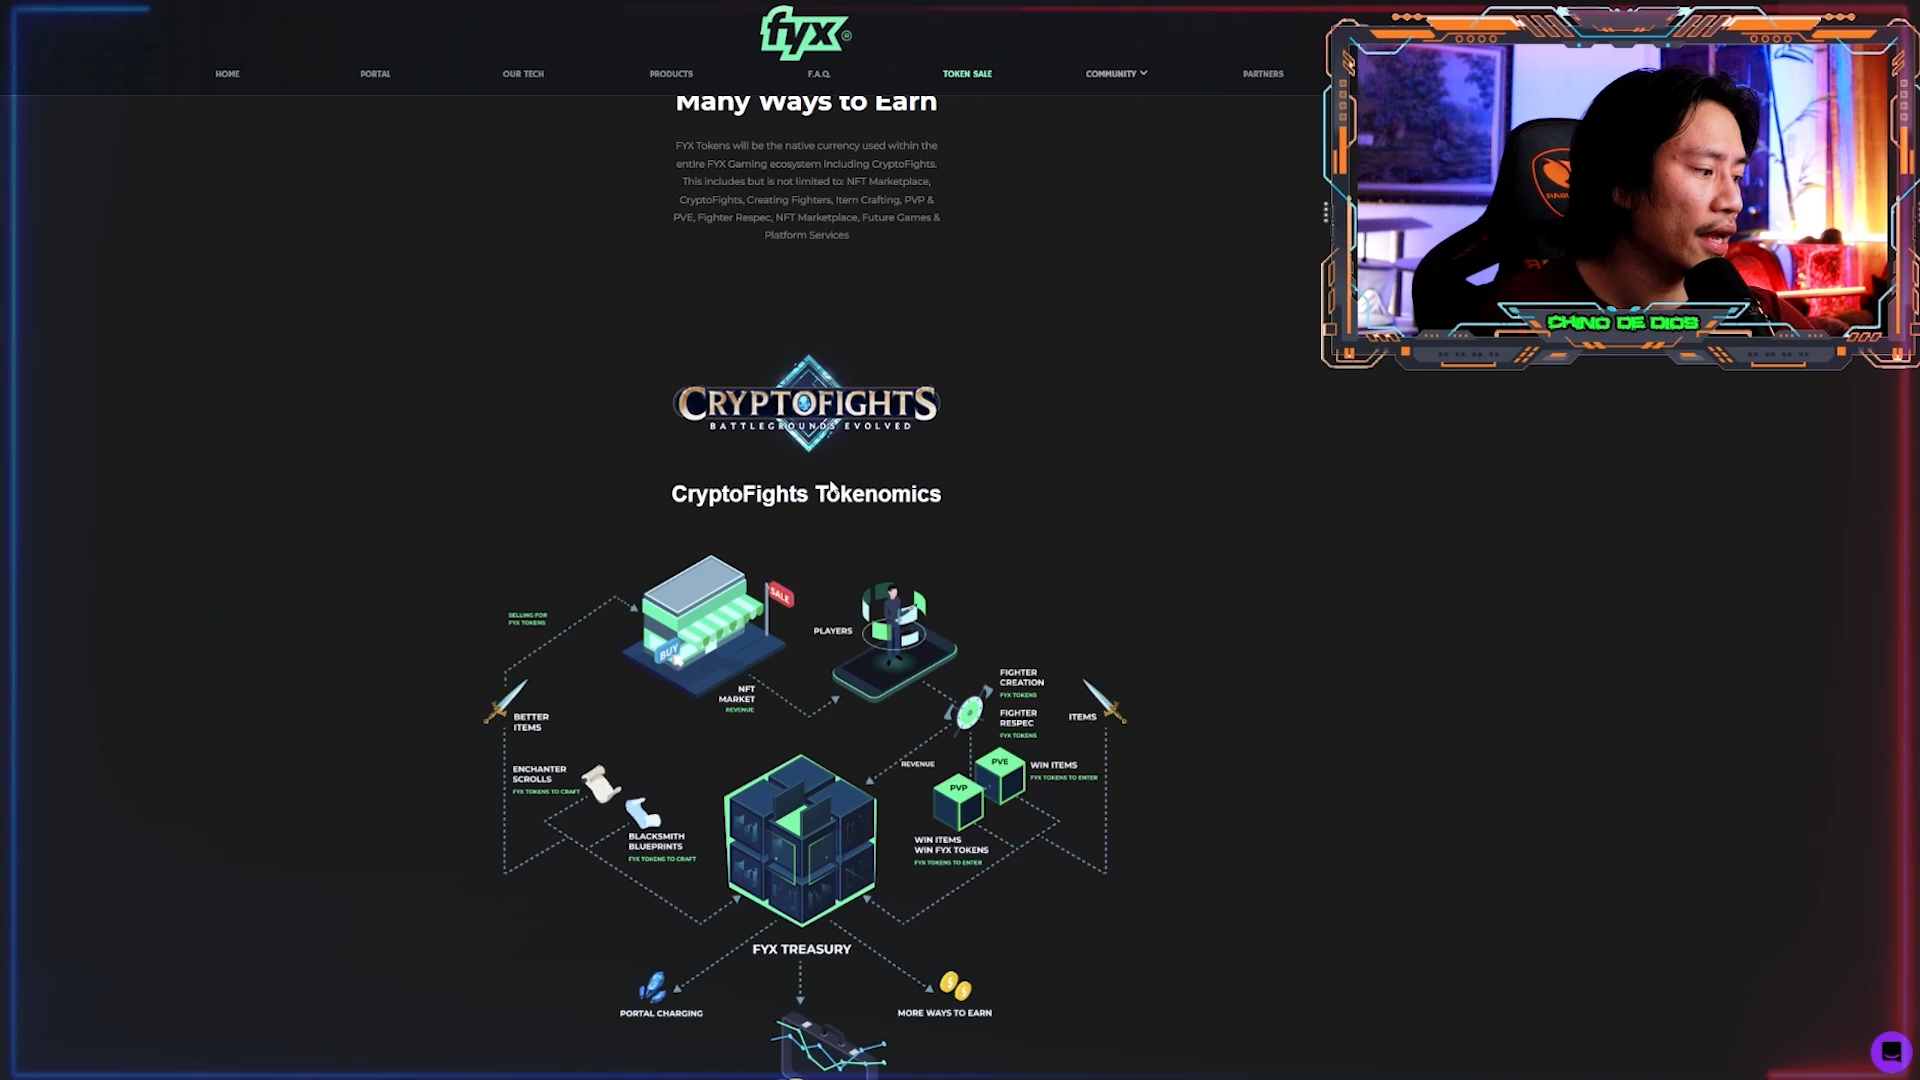 fyx®
HOME
PORTAL
OUR TECH
PRODUCTS
F.A.Q.
TOKEN SALE
COMMUNITY
PARTNERS
Many Ways to Earn
FYX Tokens will be the native currency used within the
entire FYX Gaming ecosystem including CryptoFights.
This includes but is not limited to: NFT Marketplace,
CryptoFights, Creating Fighters, Item Crafting, PVP &
PVE, Fighter Respec, NFT Marketplace, Future Games &
Platform Services
CHINO DE DIOS
CRYPTOFIGHTS
BATTLEGROUNDS EVOLVED
CryptoFights Tokenomics
SELLING FOR
FYX TOKENS
SALE
BUY
PLAYERS
NFT
MARKET
REVENUE
FIGHTER
CREATION
FYX TOKENS
FIGHTER
RESPEC
FYX TOKENS
ITEMS
BETTER
ITEMS
REVENUE
PVE
WIN ITEMS
FYX TOKENS TO ENTER
ENCHANTER
SCROLLS
FYX TOKENS TO CRAFT
PVP
BLACKSMITH
BLUEPRINTS
FYX TOKENS TO CRAFT
WIN ITEMS
WIN FYX TOKENS
FYX TOKENS TO ENTER
FYX TREASURY
PORTAL CHARGING
MORE WAYS TO EARN